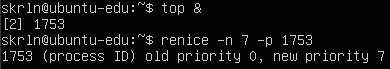 skrln@ubuntu-edu:~$ top &
[2] 1753
skrln@ubuntu-edu:~$ renice -n 7 -p 1753
1753 (process ID) old priority 0, new priority 7